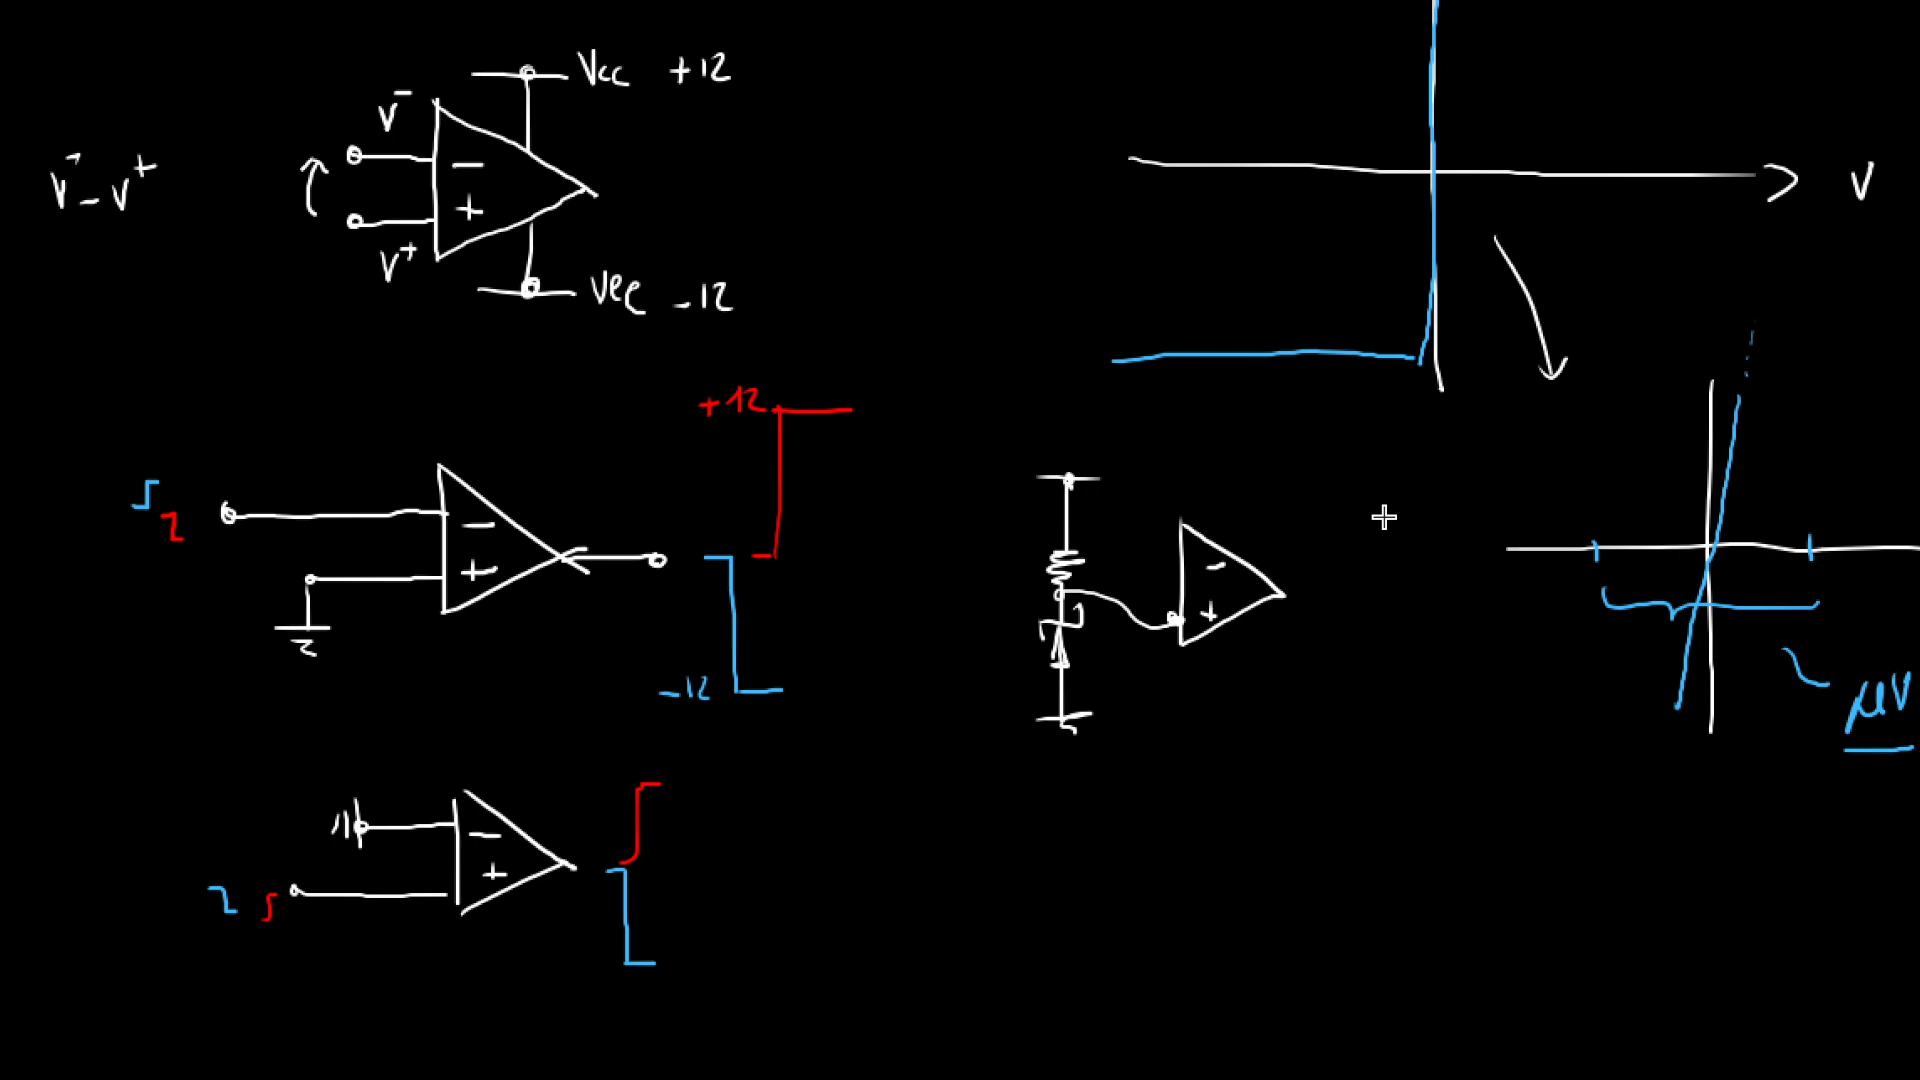 Vcc +12
V⁻
V⁻ - V⁺
−
+
V⁺
Vee -12
V
+12
−
+
-12
−
+
μV
−
+